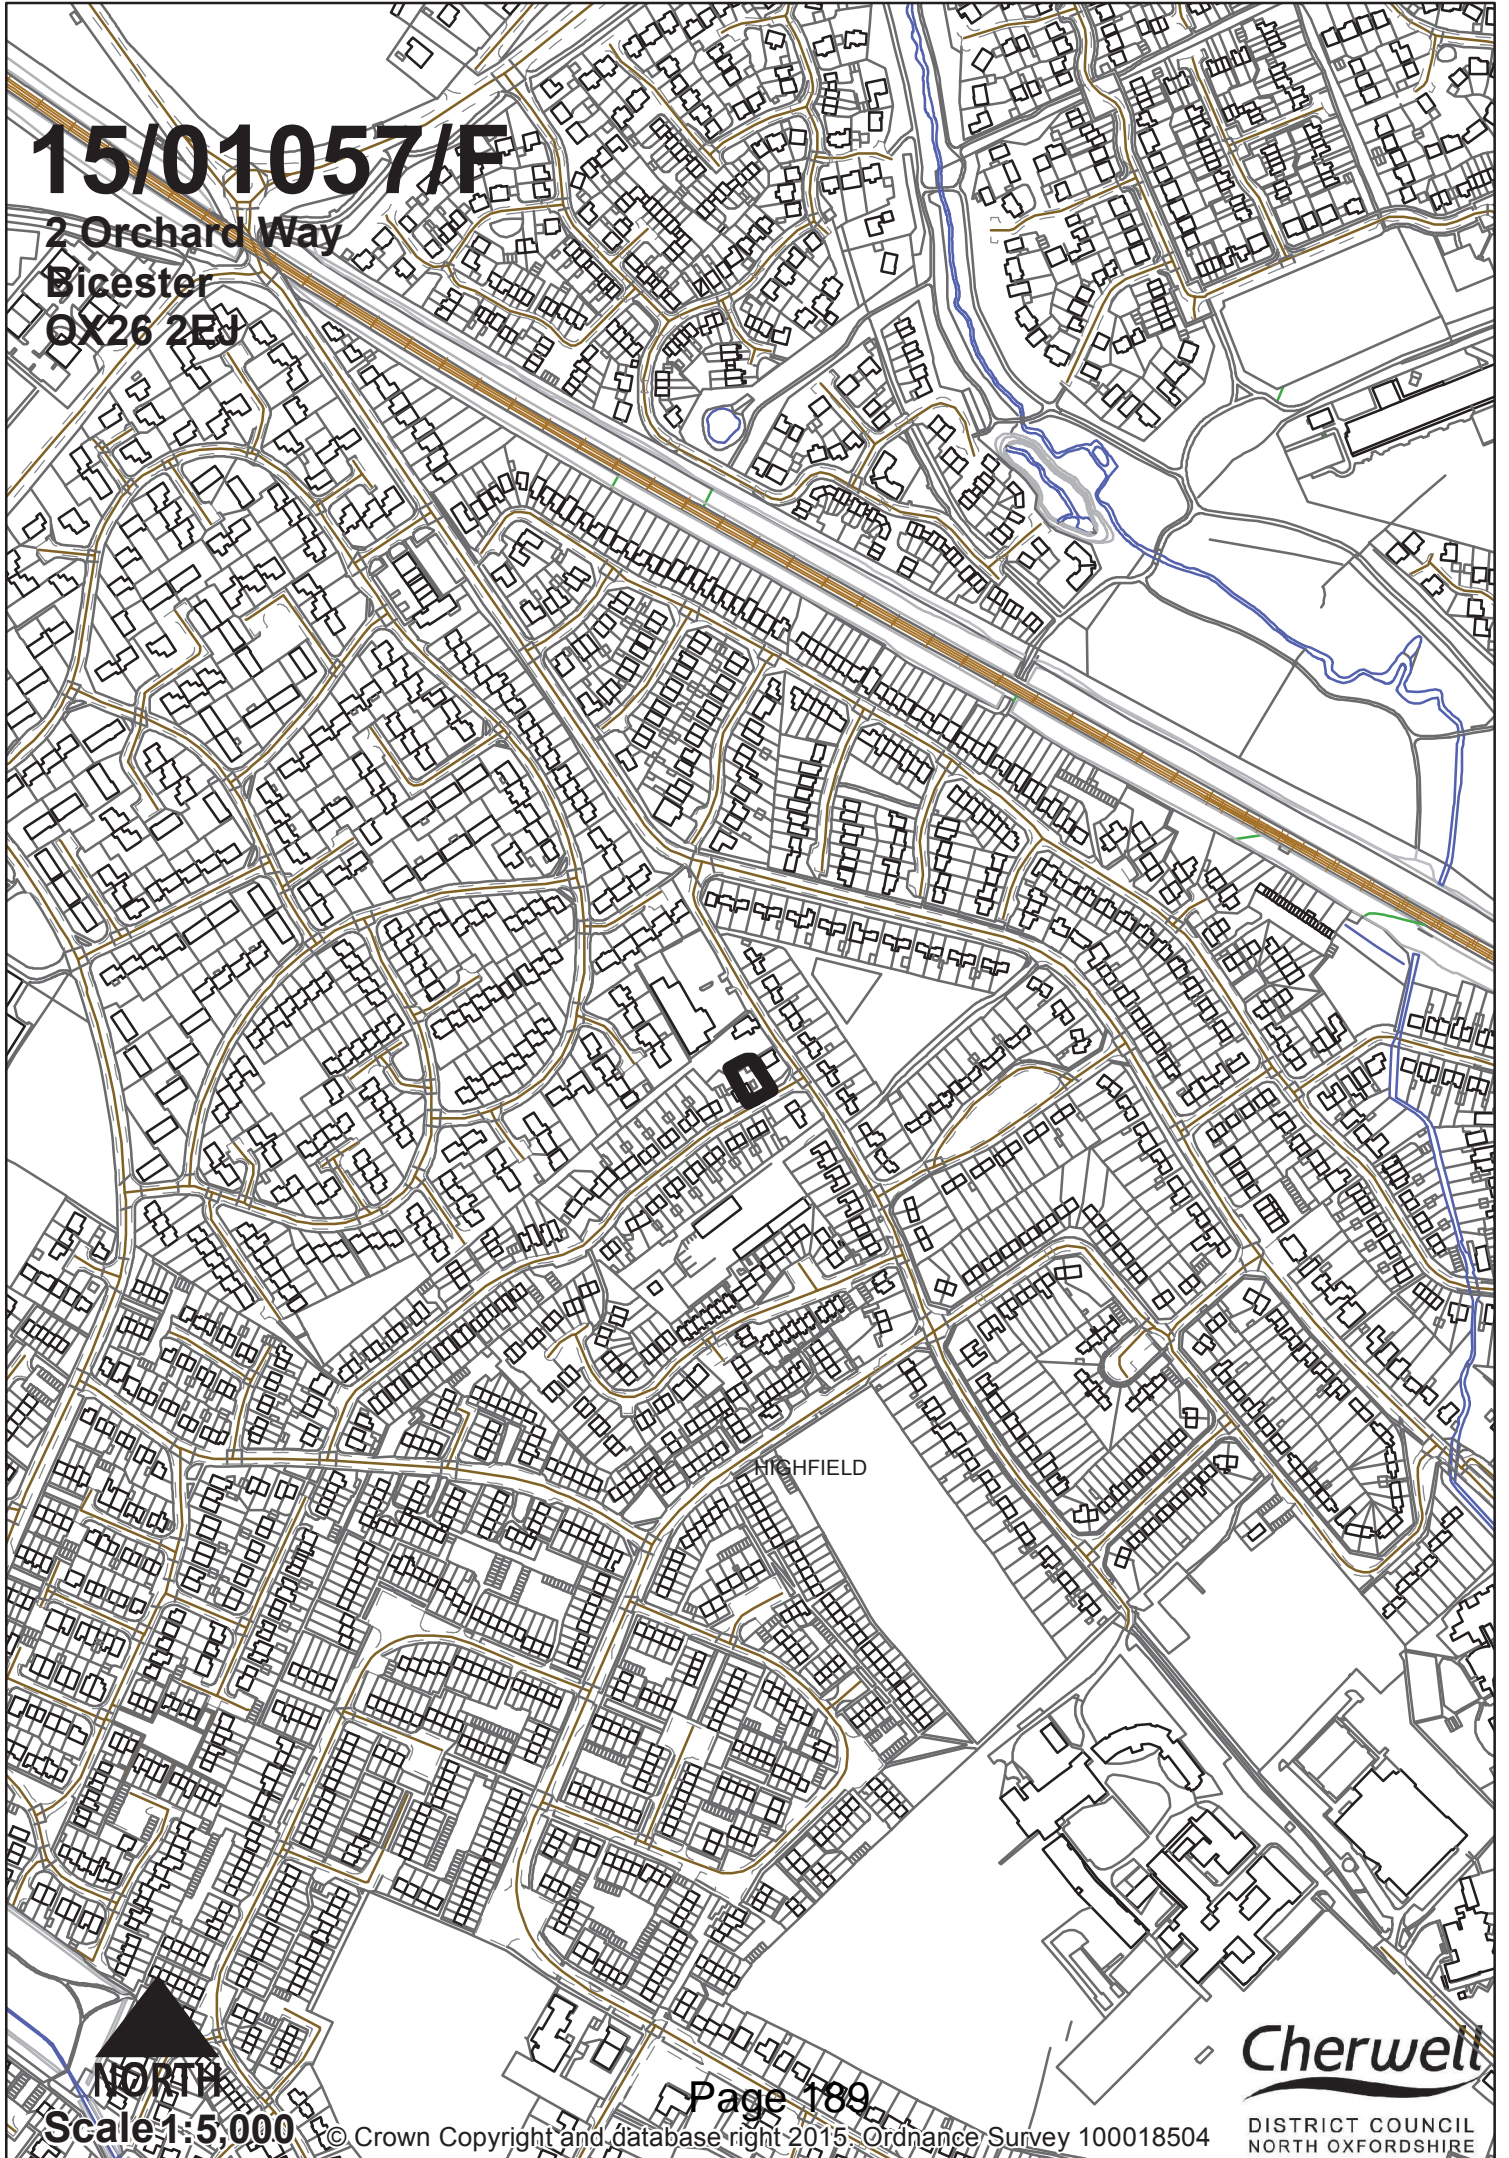 15/01057/F
2 Orchard Way
Bicester
OX26 2EJ
HIGHFIELD
NORTH
Scale 1:5,000
Page 189
© Crown Copyright and database right 2015. Ordnance Survey 100018504
Cherwell
DISTRICT COUNCIL
NORTH OXFORDSHIRE